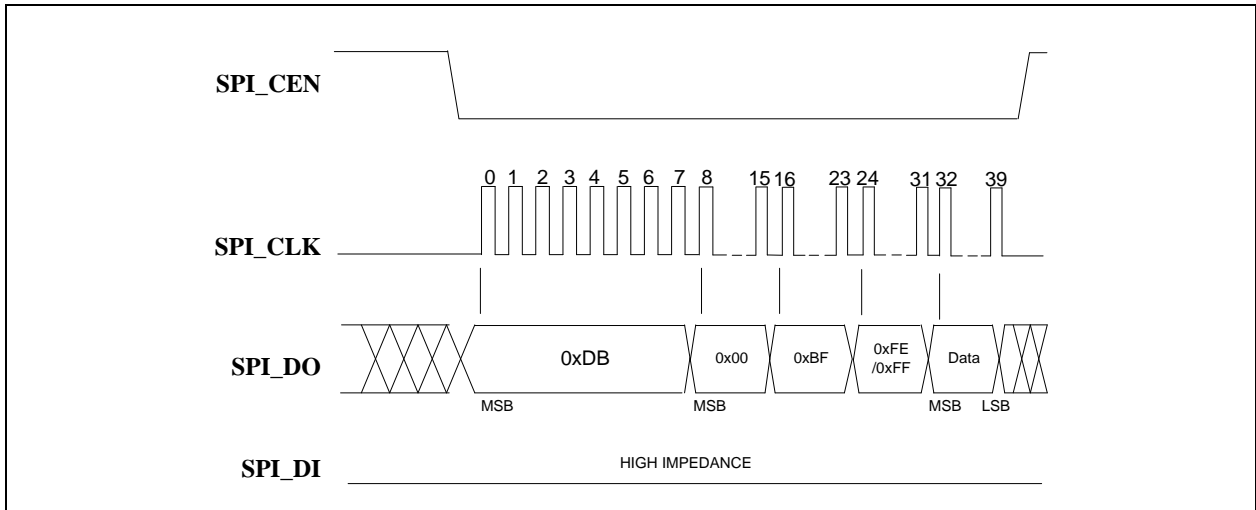 SPI_CEN
0 1 2 3 4 5 6 7 8 15 16 23 24 31 32 39
SPI_CLK
SPI_DO
0xDB
0x00
0xBF
0xFE
/0xFF
Data
MSB
MSB
MSB
LSB
SPI_DI
HIGH IMPEDANCE